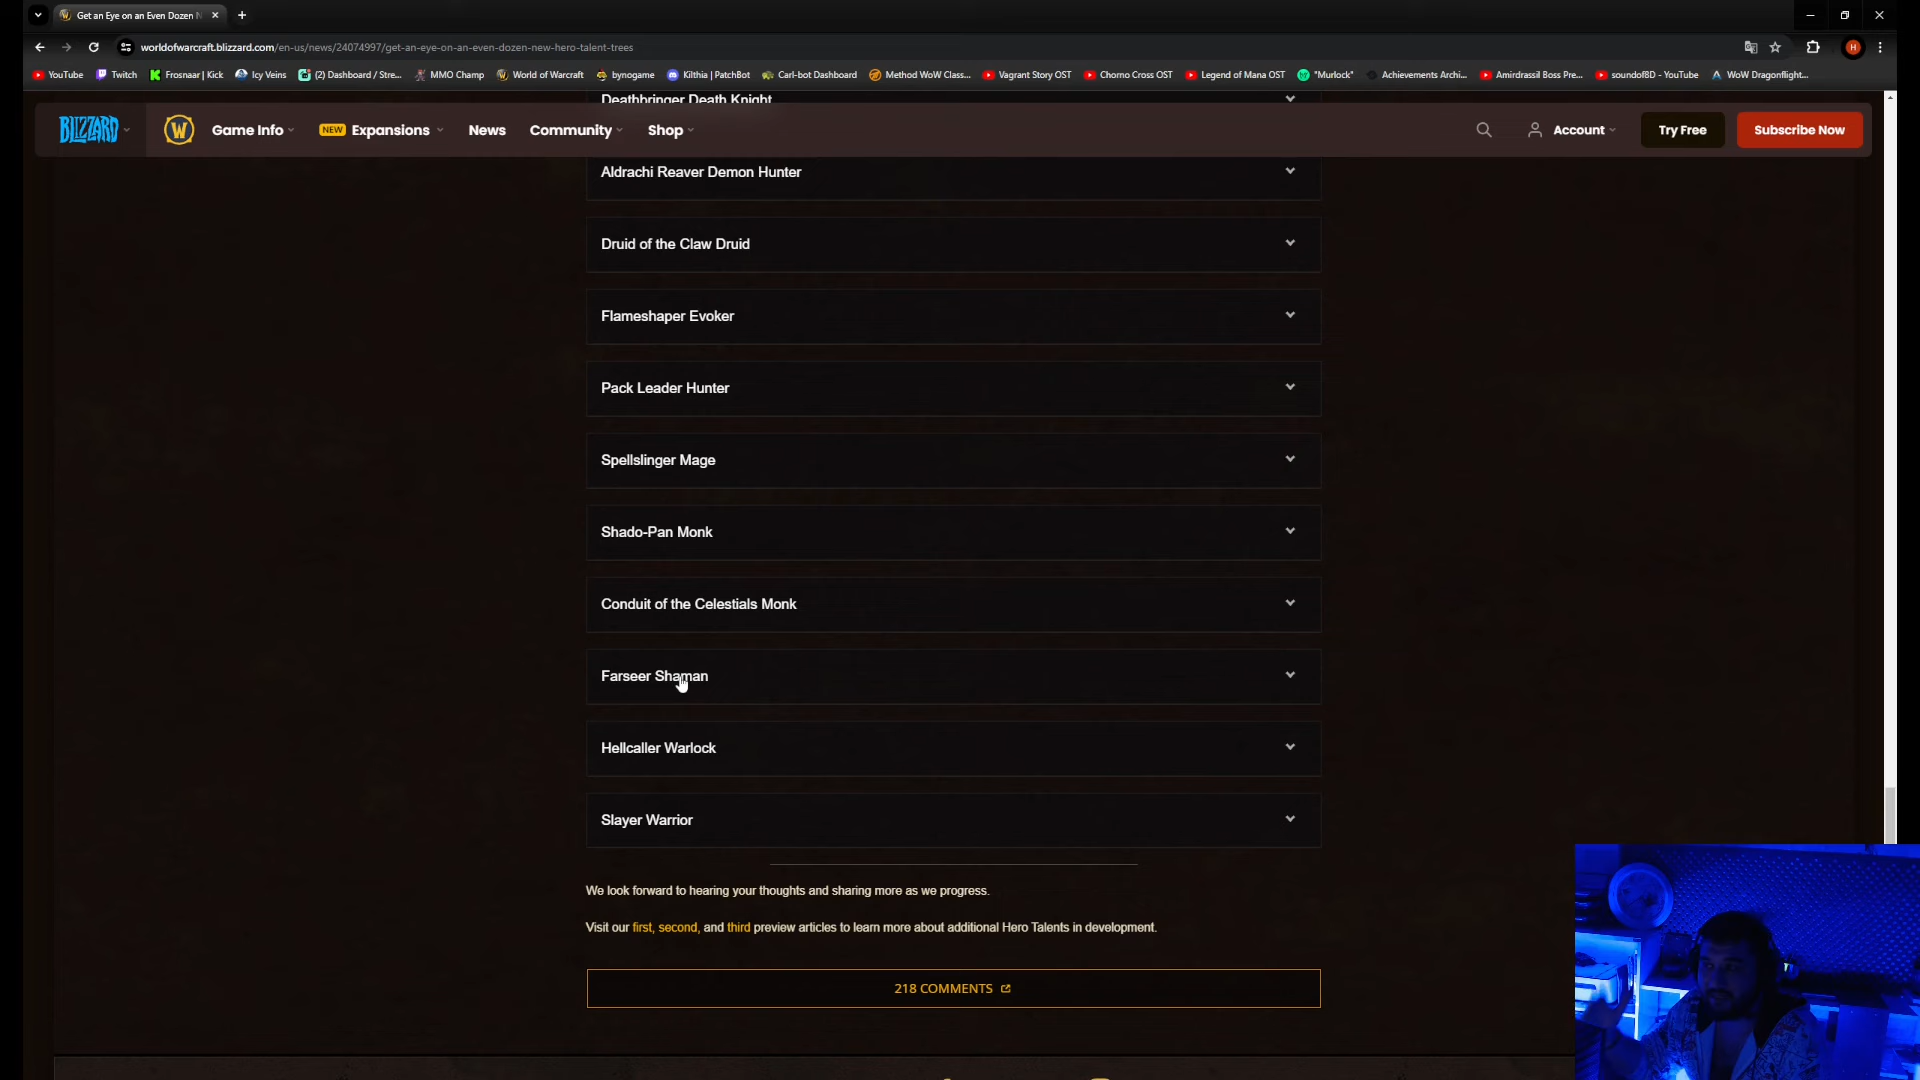 Get an Eye on an Even Dozen N
worldofwarcraft.blizzard.com/en-us/news/24074997/get-an-eye-on-an-even-dozen-new-hero-talent-trees
H
YouTube
Twitch
Frosnaar | Kick
Icy Veins
(2) Dashboard / Stre...
MMO Champ
World of Warcraft
bynogame
Kilthia | PatchBot
Carl-bot Dashboard
Method WoW Class...
Vagrant Story OST
Chorno Cross OST
Legend of Mana OST
"Murlock"
Achievements Archi...
Amirdrassil Boss Pre...
soundofBD - YouTube
WoW Dragonflight...
Deathbringer Death Knight
BLIZZARD
W
Game Info
NEW Expansions
News
Community
Shop
Account
Try Free
Subscribe Now
Aldrachi Reaver Demon Hunter
Druid of the Claw Druid
Flameshaper Evoker
Pack Leader Hunter
Spellslinger Mage
Shado-Pan Monk
Conduit of the Celestials Monk
Farseer Shaman
Hellcaller Warlock
Slayer Warrior
We look forward to hearing your thoughts and sharing more as we progress.
Visit our first, second, and third preview articles to learn more about additional Hero Talents in development.
218 COMMENTS